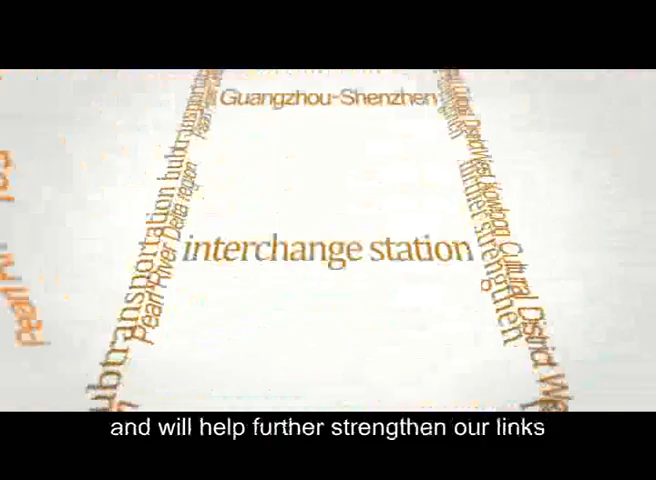 Guangzhou-Shenzhen
interchange station
transportation hub
Pearl River Delta region
further strengthen
West Kowloon Cultural District
and will help further strengthen our links